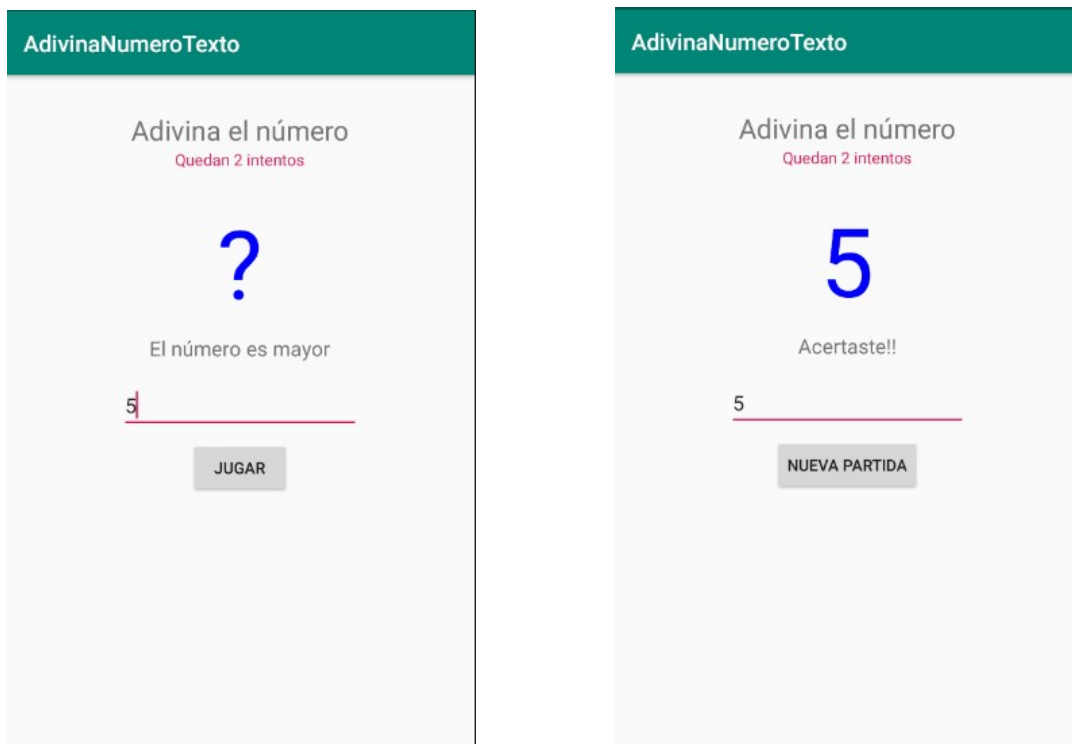 AdivinaNumeroTexto
Adivina el número
Quedan 2 intentos
?
El número es mayor
5
JUGAR
AdivinaNumeroTexto
Adivina el número
Quedan 2 intentos
5
Acertaste!!
5
NUEVA PARTIDA